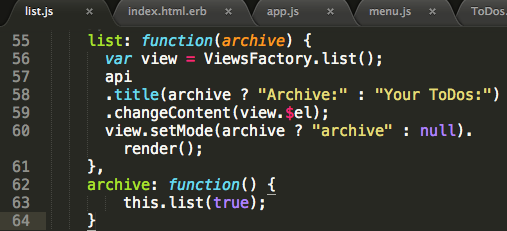 list.js × index.html.erb × app.js × menu.js × ToDos.
55 list: function(archive) {
56 var view = ViewsFactory.list();
57 api
58 .title(archive ? "Archive:" : "Your ToDos:")
59 .changeContent(view.$el);
60 view.setMode(archive ? "archive" : null).
render();
61 },
62 archive: function() {
63 this.list(true);
64 }